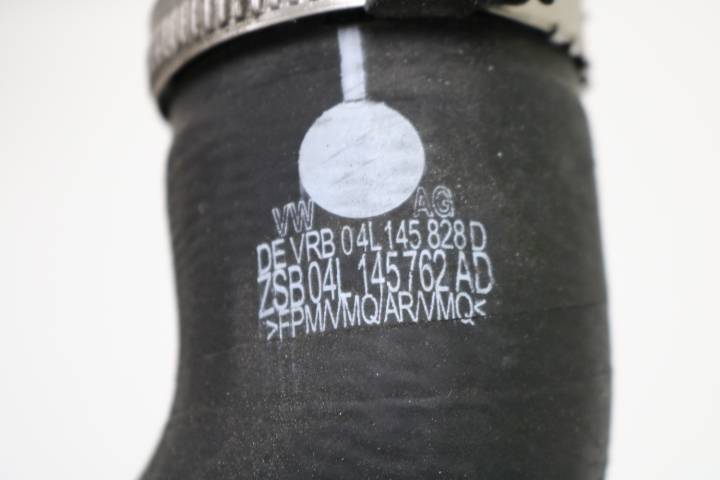 VW AG
DE VRB 04L 145 828 D
ZSB 04L 145 762 AD
>FPM/VMQ/AR/VMQ<